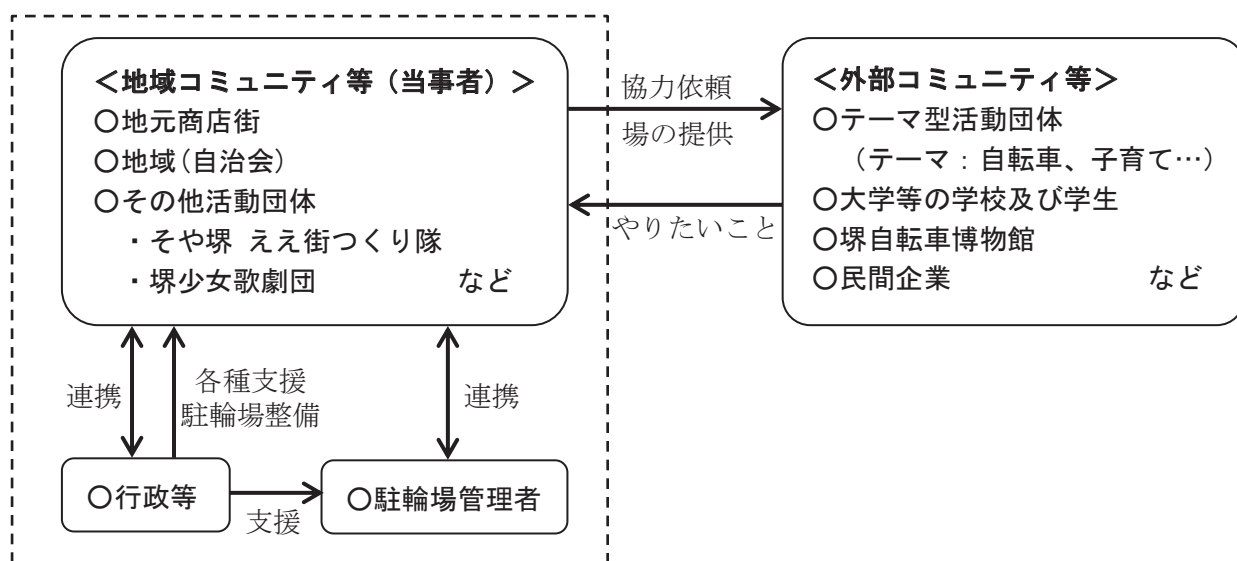 ＜地域コミュニティ等（当事者）＞
○地元商店街
○地域(自治会)
○その他活動団体
・そや堺 ええ街つくり隊
・堺少女歌劇団 など
協力依頼
場の提供
やりたいこと
＜外部コミュニティ等＞
○テーマ型活動団体
（テーマ：自転車、子育て…）
○大学等の学校及び学生
○堺自転車博物館
○民間企業 など
連携
各種支援
駐輪場整備
連携
○行政等
支援
○駐輪場管理者